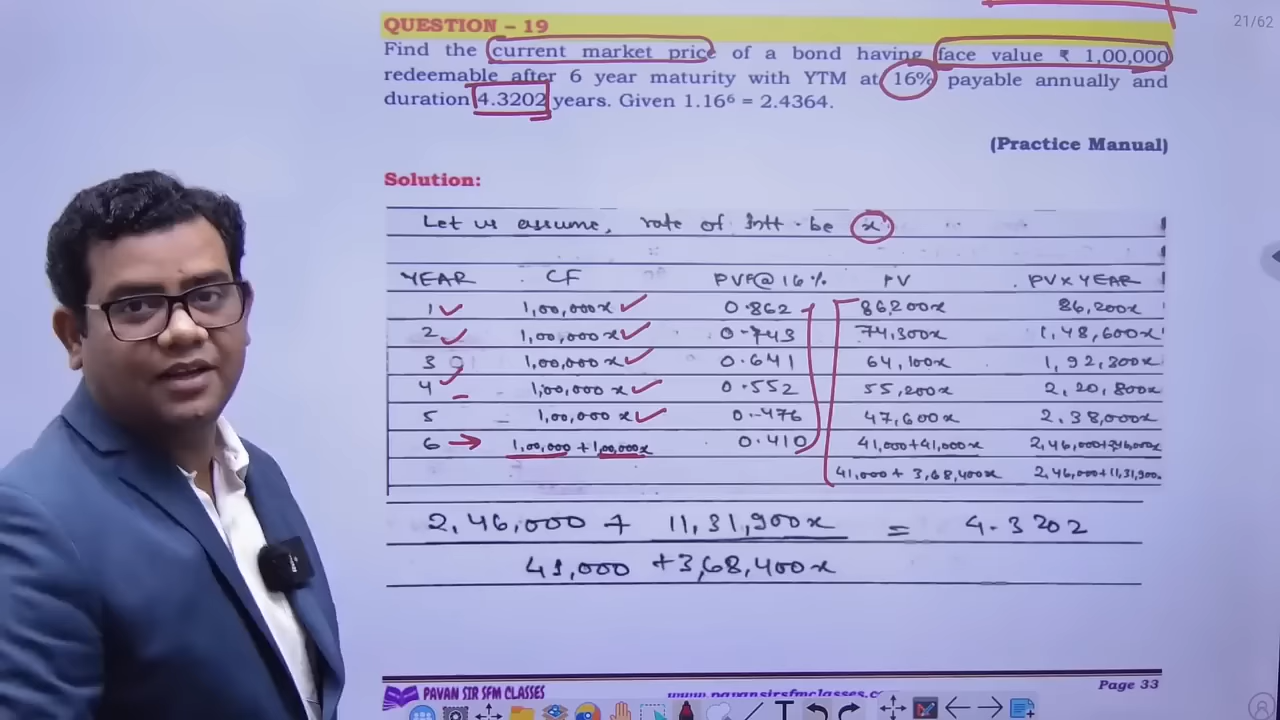 21/62
QUESTION – 19
Find the current market price of a bond having face value ₹ 1,00,000
redeemable after 6 year maturity with YTM at 16% payable annually and
duration 4.3202 years. Given 1.16⁶ = 2.4364.
(Practice Manual)
Solution:
Let us assume, rate of Intt. be x
YEAR CF PVF@16% PV PV×YEAR
1 1,00,000x 0.862 86,200x 86,200x
2 1,00,000x 0.743 74,300x 1,48,600x
3 1,00,000x 0.641 64,100x 1,92,300x
4 1,00,000x 0.552 55,200x 2,20,800x
5 1,00,000x 0.476 47,600x 2,38,000x
6 1,00,000+1,00,000x 0.410 41,000+41,000x 2,46,000+246000x
41,000 + 3,68,400x 2,46,000+11,31,900x
2,46,000 + 11,31,900x = 4.3202
41,000 + 3,68,400x
Page 33
PAVAN SIR SFM CLASSES